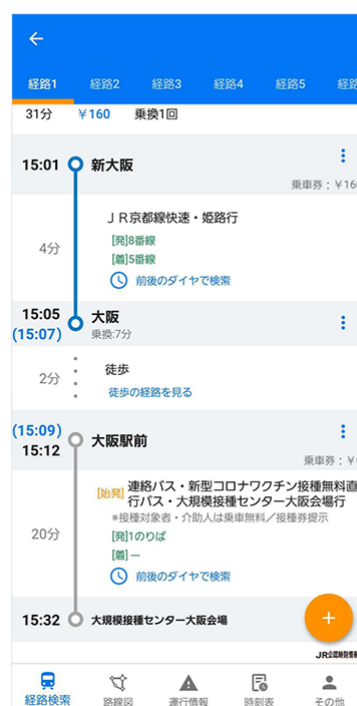 経路1 経路2 経路3 経路4 経路5 経路
31分 ￥160 乗換1回
15:01 新大阪
乗車券：￥16
ＪＲ京都線快速・姫路行
4分
[発]8番線
[着]5番線
前後のダイヤで検索
15:05 大阪
(15:07) 乗換:7分
徒歩
2分
徒歩の経路を見る
(15:09)
15:12 大阪駅前
乗車券：￥
[始発] 連絡バス・新型コロナワクチン接種無料直
行バス・大規模接種センター大阪会場行
*接種対象者・介助人は乗車無料／接種券提示
20分
[発]1のりば
[着]―
前後のダイヤで検索
15:32 大規模接種センター大阪会場
JR公認時刻情報
経路検索 路線図 運行情報 時刻表 その他